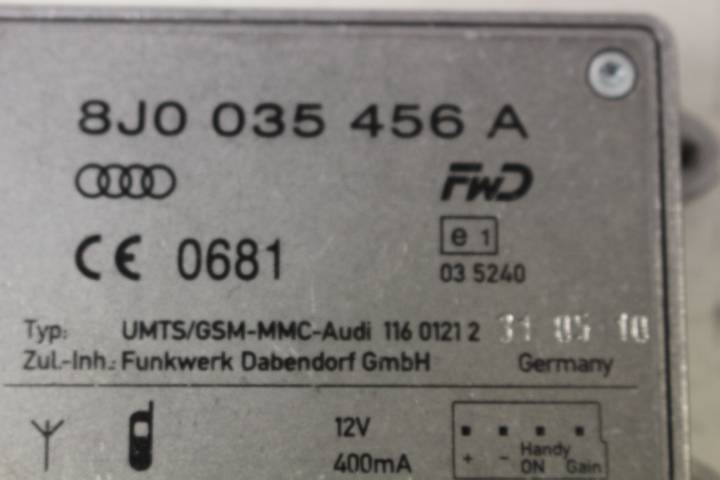 8J0 035 456 A
FWD
CE 0681
e 1
03 5240
Typ: UMTS/GSM-MMC-Audi 116 0121 2 31 05 10
Zul.-Inh.: Funkwerk Dabendorf GmbH Germany
12V
400mA
+ - Handy ON Gain